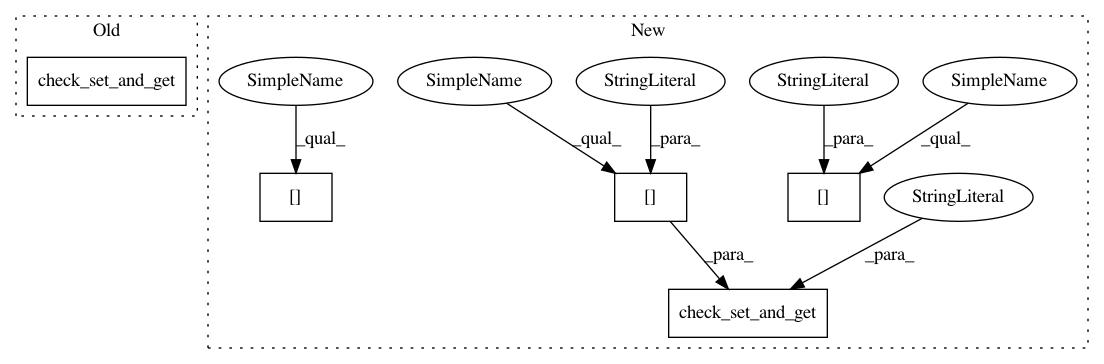 Old
New
check_set_and_get
SimpleName
SimpleName
StringLiteral
StringLiteral
SimpleName
_qual_
_qual_
_para_
_para_
_qual_
[]
[]
[]
StringLiteral
_para_
_para_
check_set_and_get